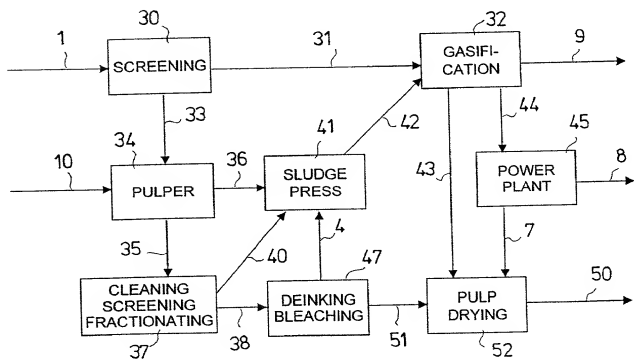 30
32
1
31
9
SCREENING
GASIFI-
CATION
33
41
42
44
45
34
36
43
10
8
PULPER
SLUDGE
PRESS
POWER
PLANT
35
40
4
47
7
50
CLEANING
SCREENING
FRACTIONATING
DEINKING
BLEACHING
PULP
DRYING
37
38
51
52